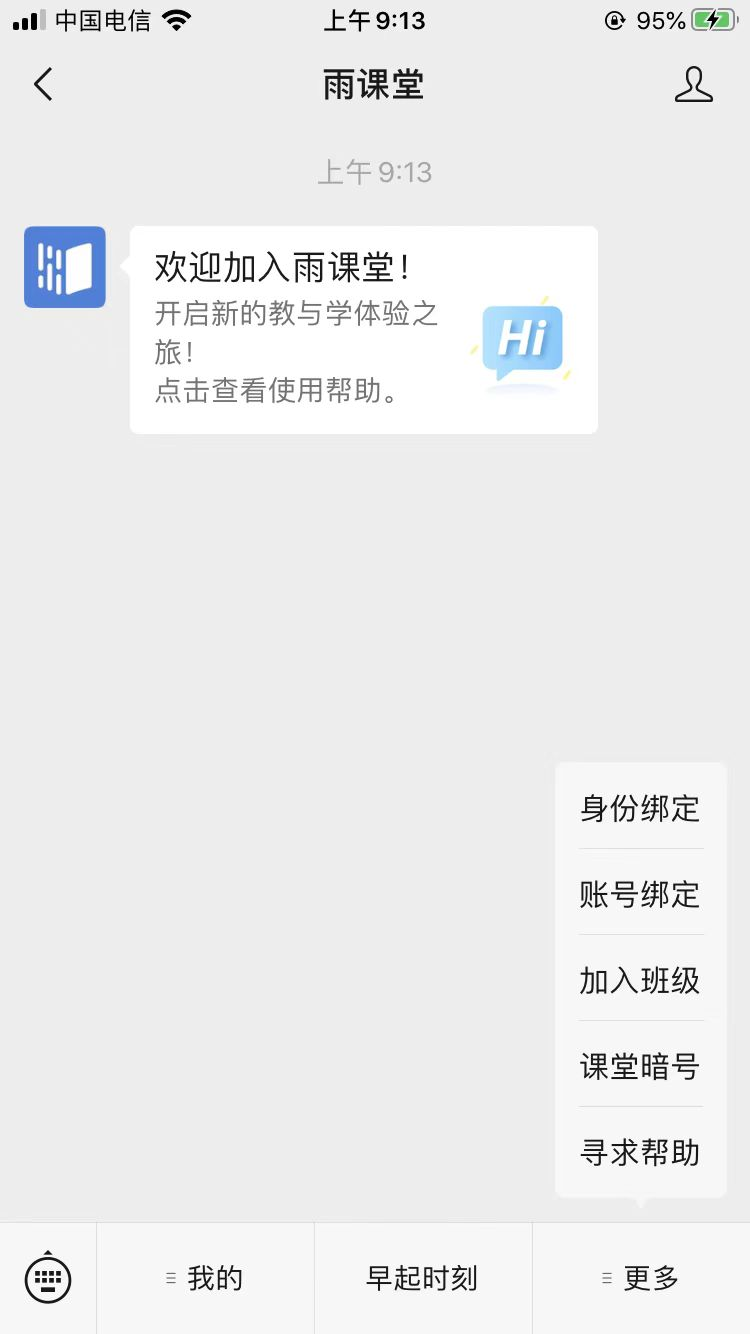 中国电信
上午9:13
95%
雨课堂
上午9:13
欢迎加入雨课堂！
开启新的教与学体验之
旅！
点击查看使用帮助。
Hi
身份绑定
账号绑定
加入班级
课堂暗号
寻求帮助
我的
早起时刻
更多